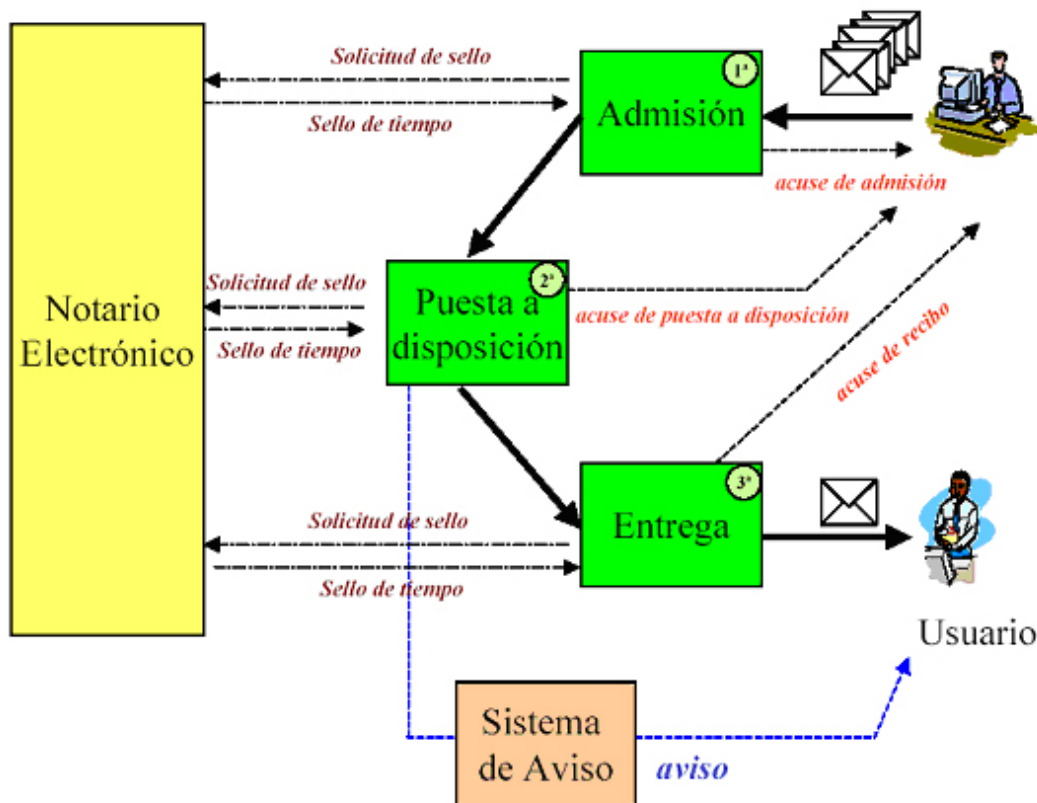 Solicitud de sello
Sello de tiempo
1ª
Admisión
acuse de admisión
Notario
Electrónico
Solicitud de sello
Sello de tiempo
2ª
Puesta a
disposición
acuse de puesta a disposición
acuse de recibo
Solicitud de sello
Sello de tiempo
3ª
Entrega
Usuario
Sistema
de Aviso
aviso